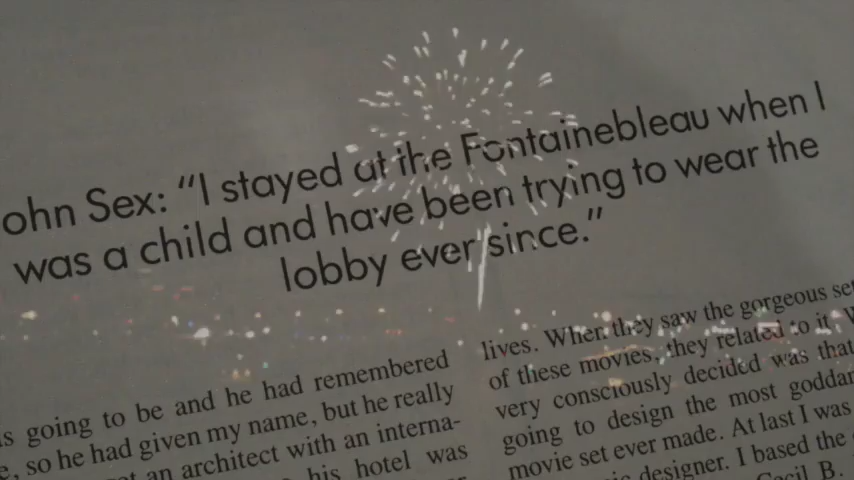 ohn Sex: “I stayed at the Fontainebleau when I
was a child and have been trying to wear the
lobby ever since.”
s going to be and he had remembered
e, so he had given my name, but he really
an architect with an interna-
his hotel was
lives. When they saw the gorgeous set
of these movies, they related to it.
very consciously decided was that
going to design the most goddam
movie set ever made. At last I was
designer. I based the
Cecil B.